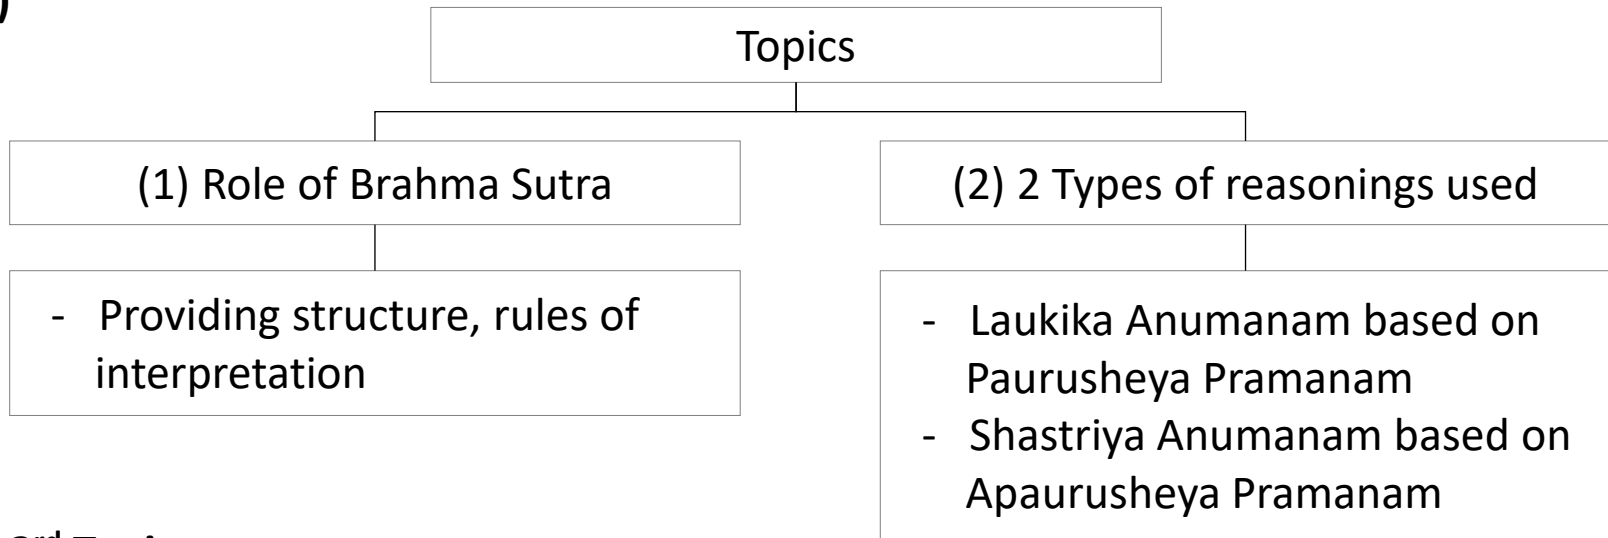 )
Topics
(1) Role of Brahma Sutra
(2) 2 Types of reasonings used
- Providing structure, rules of
interpretation
- Laukika Anumanam based on
Paurusheya Pramanam
- Shastriya Anumanam based on
Apaurusheya Pramanam